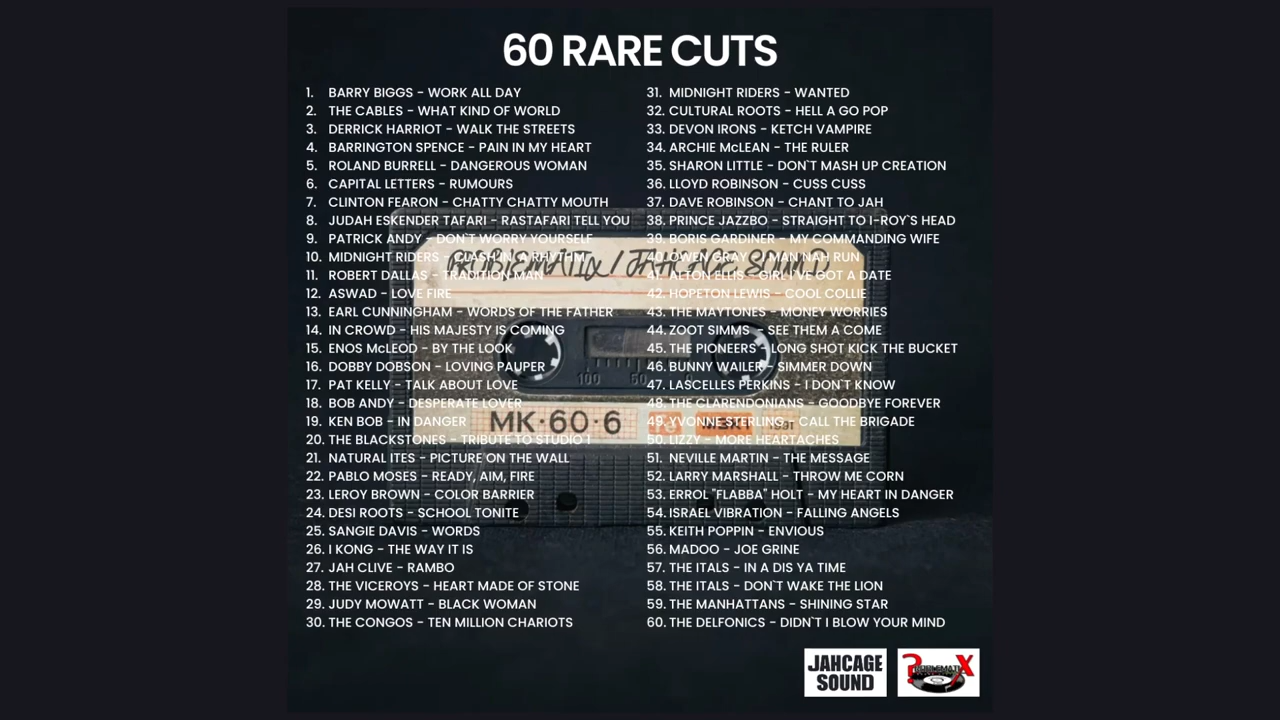 60 RARE CUTS
1. BARRY BIGGS - WORK ALL DAY
2. THE CABLES - WHAT KIND OF WORLD
3. DERRICK HARRIOT - WALK THE STREETS
4. BARRINGTON SPENCE - PAIN IN MY HEART
5. ROLAND BURRELL - DANGEROUS WOMAN
6. CAPITAL LETTERS - RUMOURS
7. CLINTON FEARON - CHATTY CHATTY MOUTH
8. JUDAH ESKENDER TAFARI - RASTAFARI TELL YOU
9. PATRICK ANDY - DON`T WORRY YOURSELF
10. MIDNIGHT RIDERS - CLASH IN A RHYTHM
11. ROBERT DALLAS - TRADITION MAN
12. ASWAD - LOVE FIRE
13. EARL CUNNINGHAM - WORDS OF THE FATHER
14. IN CROWD - HIS MAJESTY IS COMING
15. ENOS McLEOD - BY THE LOOK
16. DOBBY DOBSON - LOVING PAUPER
17. PAT KELLY - TALK ABOUT LOVE
18. BOB ANDY - DESPERATE LOVER
19. KEN BOB - IN DANGER
20. THE BLACKSTONES - TRIBUTE TO STUDIO 1
21. NATURAL ITES - PICTURE ON THE WALL
22. PABLO MOSES - READY, AIM, FIRE
23. LEROY BROWN - COLOR BARRIER
24. DESI ROOTS - SCHOOL TONITE
25. SANGIE DAVIS - WORDS
26. I KONG - THE WAY IT IS
27. JAH CLIVE - RAMBO
28. THE VICEROYS - HEART MADE OF STONE
29. JUDY MOWATT - BLACK WOMAN
30. THE CONGOS - TEN MILLION CHARIOTS
31. MIDNIGHT RIDERS - WANTED
32. CULTURAL ROOTS - HELL A GO POP
33. DEVON IRONS - KETCH VAMPIRE
34. ARCHIE McLEAN - THE RULER
35. SHARON LITTLE - DON`T MASH UP CREATION
36. LLOYD ROBINSON - CUSS CUSS
37. DAVE ROBINSON - CHANT TO JAH
38. PRINCE JAZZBO - STRAIGHT TO I-ROY`S HEAD
39. BORIS GARDINER - MY COMMANDING WIFE
40. OWEN GRAY - I MAN NAH RUN
41. ALTON ELLIS - GIRL I`VE GOT A DATE
42. HOPETON LEWIS - COOL COLLIE
43. THE MAYTONES - MONEY WORRIES
44. ZOOT SIMMS - SEE THEM A COME
45. THE PIONEERS - LONG SHOT KICK THE BUCKET
46. BUNNY WAILER - SIMMER DOWN
47. LASCELLES PERKINS - I DON`T KNOW
48. THE CLARENDONIANS - GOODBYE FOREVER
49. YVONNE STERLING - CALL THE BRIGADE
50. LIZZY - MORE HEARTACHES
51. NEVILLE MARTIN - THE MESSAGE
52. LARRY MARSHALL - THROW ME CORN
53. ERROL "FLABBA" HOLT - MY HEART IN DANGER
54. ISRAEL VIBRATION - FALLING ANGELS
55. KEITH POPPIN - ENVIOUS
56. MADOO - JOE GRINE
57. THE ITALS - IN A DIS YA TIME
58. THE ITALS - DON`T WAKE THE LION
59. THE MANHATTANS - SHINING STAR
60. THE DELFONICS - DIDN`T I BLOW YOUR MIND
JAHCAGE SOUND
100 50
MK-60-6
JAHCAGE
SOUND